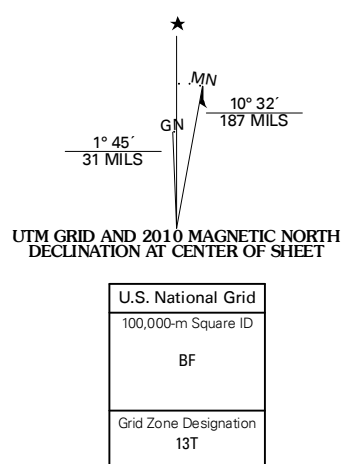 MN
GN
10° 32´
187 MILS
1° 45´
31 MILS
UTM GRID AND 2010 MAGNETIC NORTH
DECLINATION AT CENTER OF SHEET
U.S. National Grid
100,000-m Square ID
BF
Grid Zone Designation
13T